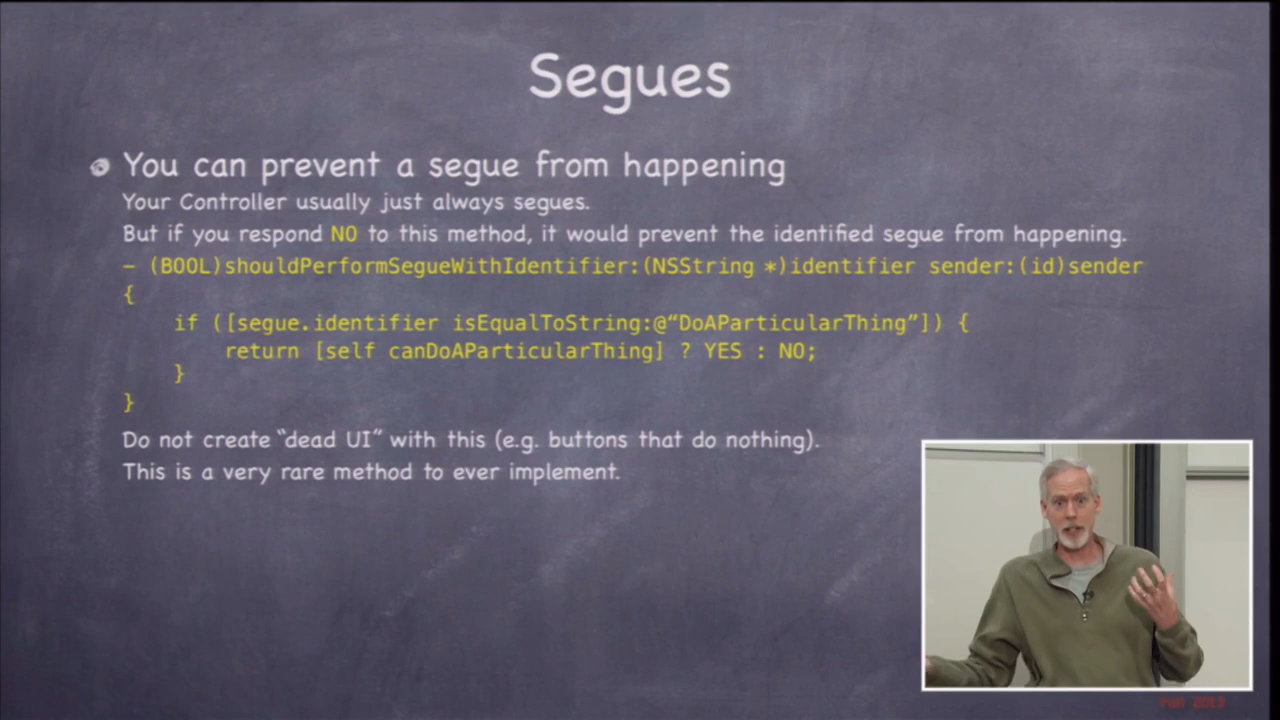 Segues
You can prevent a segue from happening
Your Controller usually just always segues.
But if you respond NO to this method, it would prevent the identified segue from happening.
- (BOOL)shouldPerformSegueWithIdentifier:(NSString *)identifier sender:(id)sender
{
if ([segue.identifier isEqualToString:@“DoAParticularThing”]) {
return [self canDoAParticularThing] ? YES : NO;
}
}
Do not create “dead UI” with this (e.g. buttons that do nothing).
This is a very rare method to ever implement.
Fall 2013